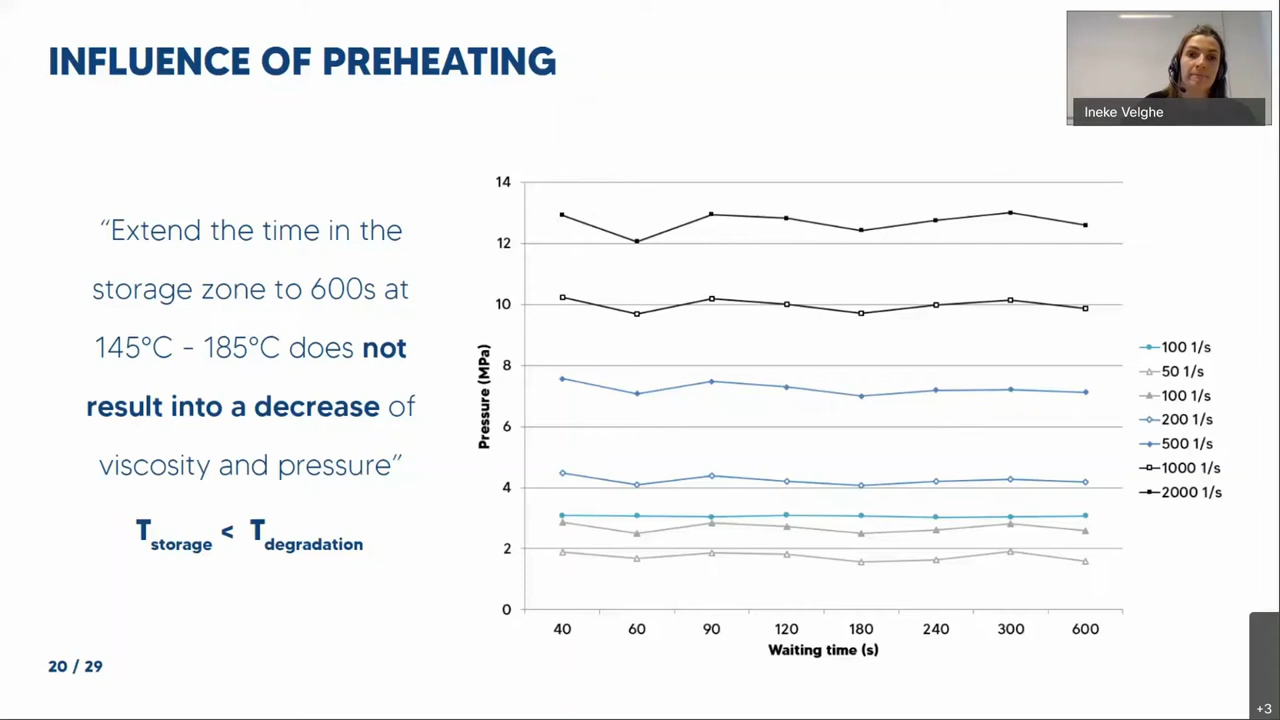 INFLUENCE OF PREHEATING
Ineke Velghe
“Extend the time in the
storage zone to 600s at
145°C - 185°C does not
result into a decrease of
viscosity and pressure”
Tstorage < Tdegradation
Pressure (MPa)
14
12
10
8
6
4
2
0
40 60 90 120 180 240 300 600
Waiting time (s)
100 1/s
50 1/s
100 1/s
200 1/s
500 1/s
1000 1/s
2000 1/s
20 / 29
+3